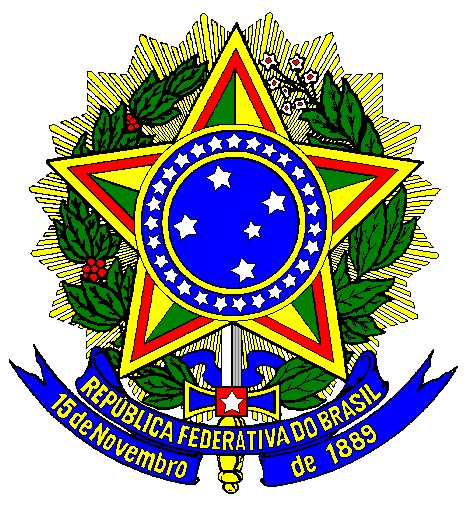 REPÚBLICA FEDERATIVA DO BRASIL
15 de Novembro de 1889